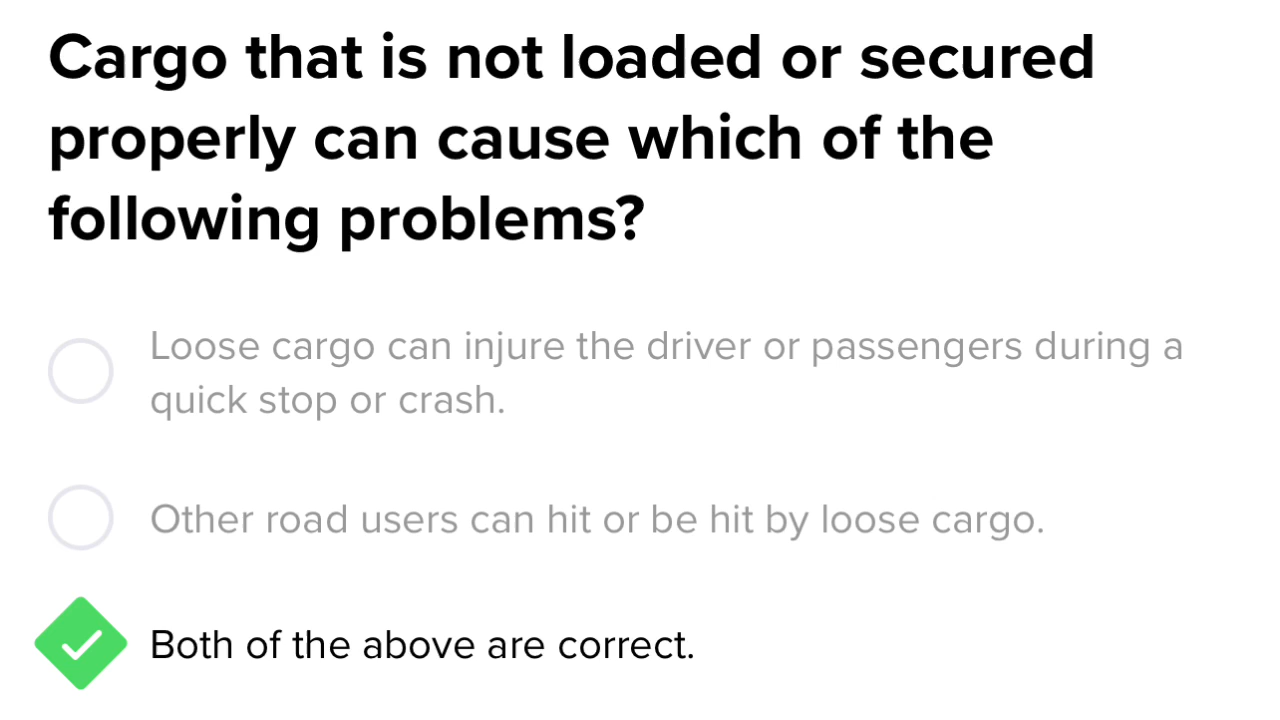 Cargo that is not loaded or secured
properly can cause which of the
following problems?
Loose cargo can injure the driver or passengers during a
quick stop or crash.
Other road users can hit or be hit by loose cargo.
Both of the above are correct.